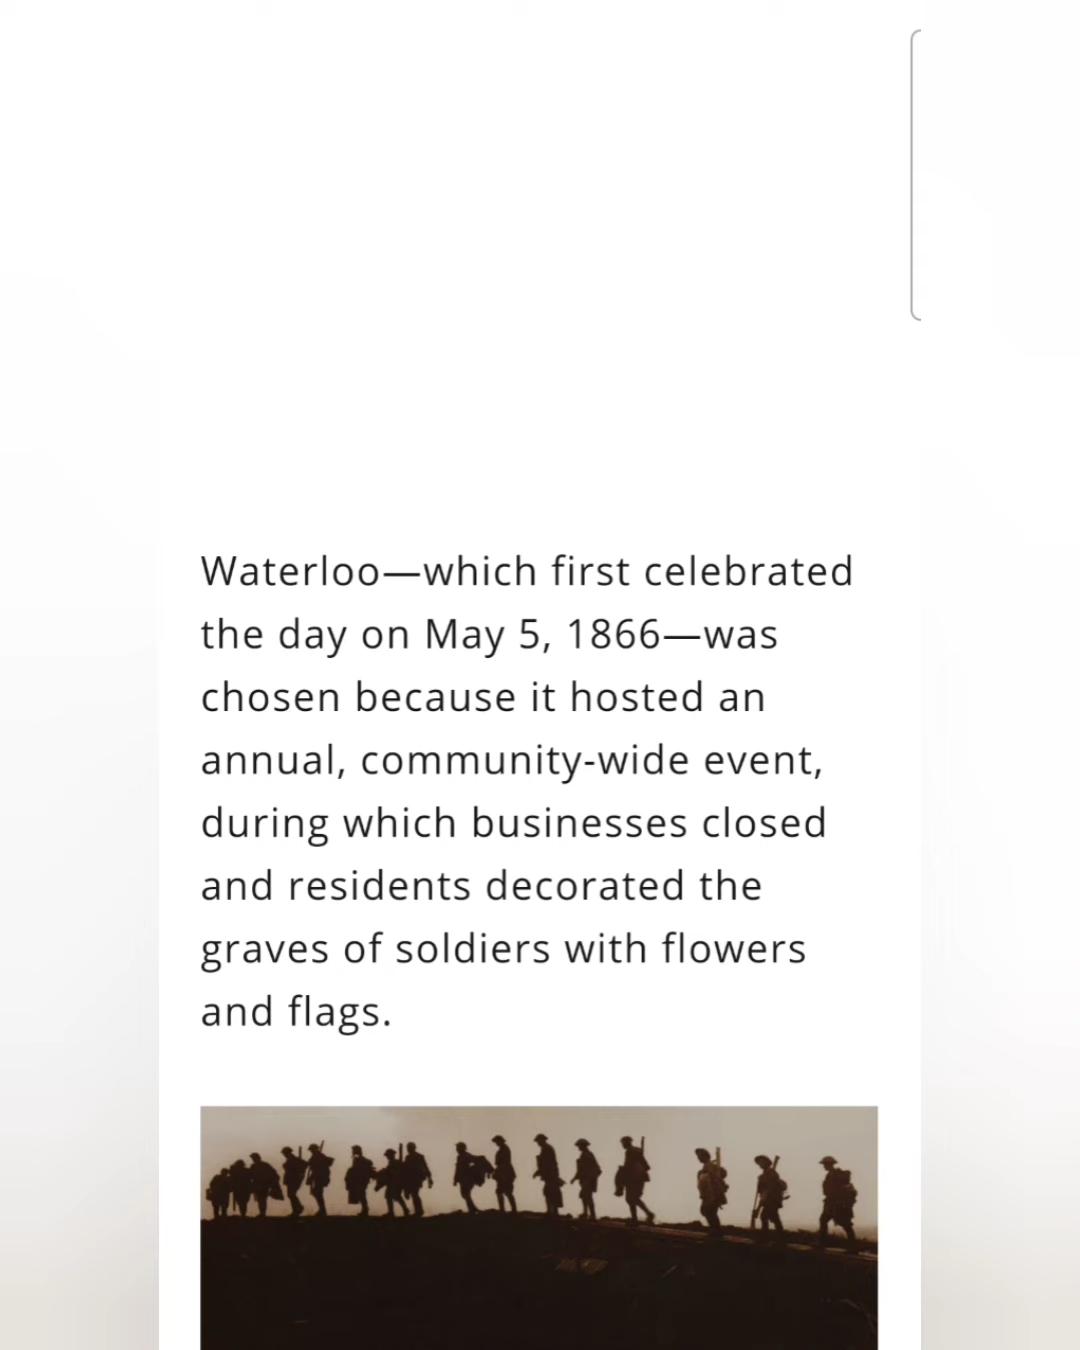 Waterloo—which first celebrated
the day on May 5, 1866—was
chosen because it hosted an
annual, community-wide event,
during which businesses closed
and residents decorated the
graves of soldiers with flowers
and flags.